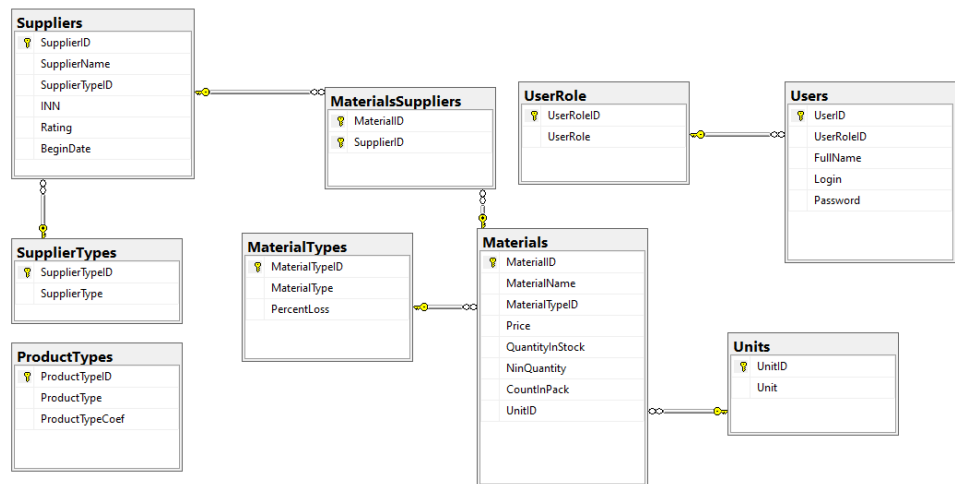 Suppliers
SupplierID
SupplierName
SupplierTypeID
INN
Rating
BeginDate
MaterialsSuppliers
MaterialID
SupplierID
UserRole
UserRoleID
UserRole
Users
UserID
UserRoleID
FullName
Login
Password
SupplierTypes
SupplierTypeID
SupplierType
MaterialTypes
MaterialTypeID
MaterialType
PercentLoss
Materials
MaterialID
MaterialName
MaterialTypeID
Price
QuantityInStock
NinQuantity
CountInPack
UnitID
Units
UnitID
Unit
ProductTypes
ProductTypeID
ProductType
ProductTypeCoef